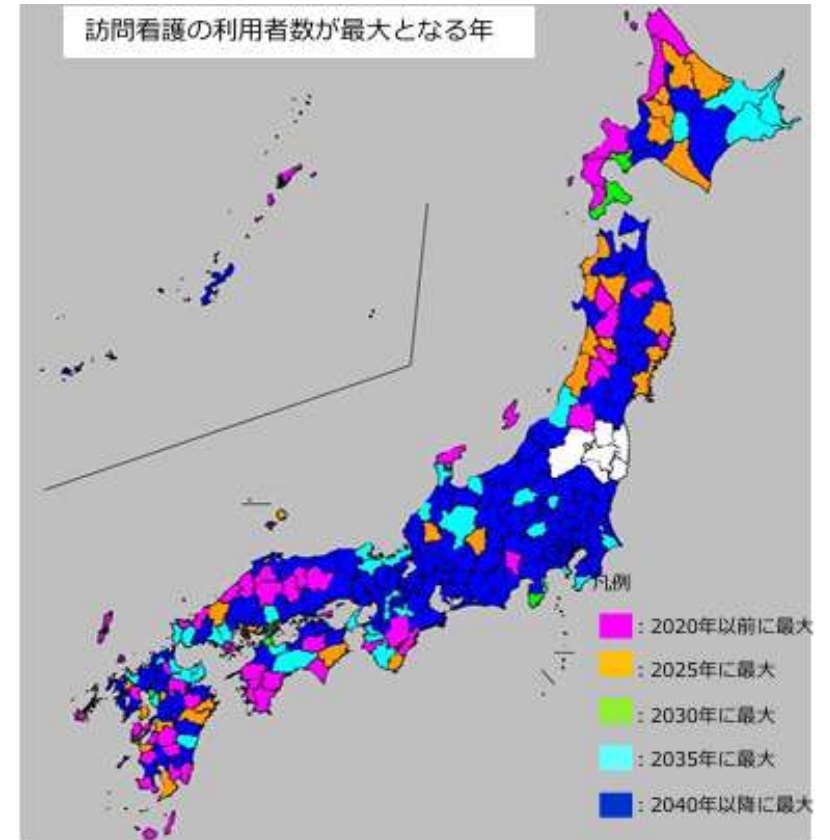 訪問看護の利用者数が最大となる年
凡例
：2020年以前に最大
：2025年に最大
：2030年に最大
：2035年に最大
：2040年以降に最大